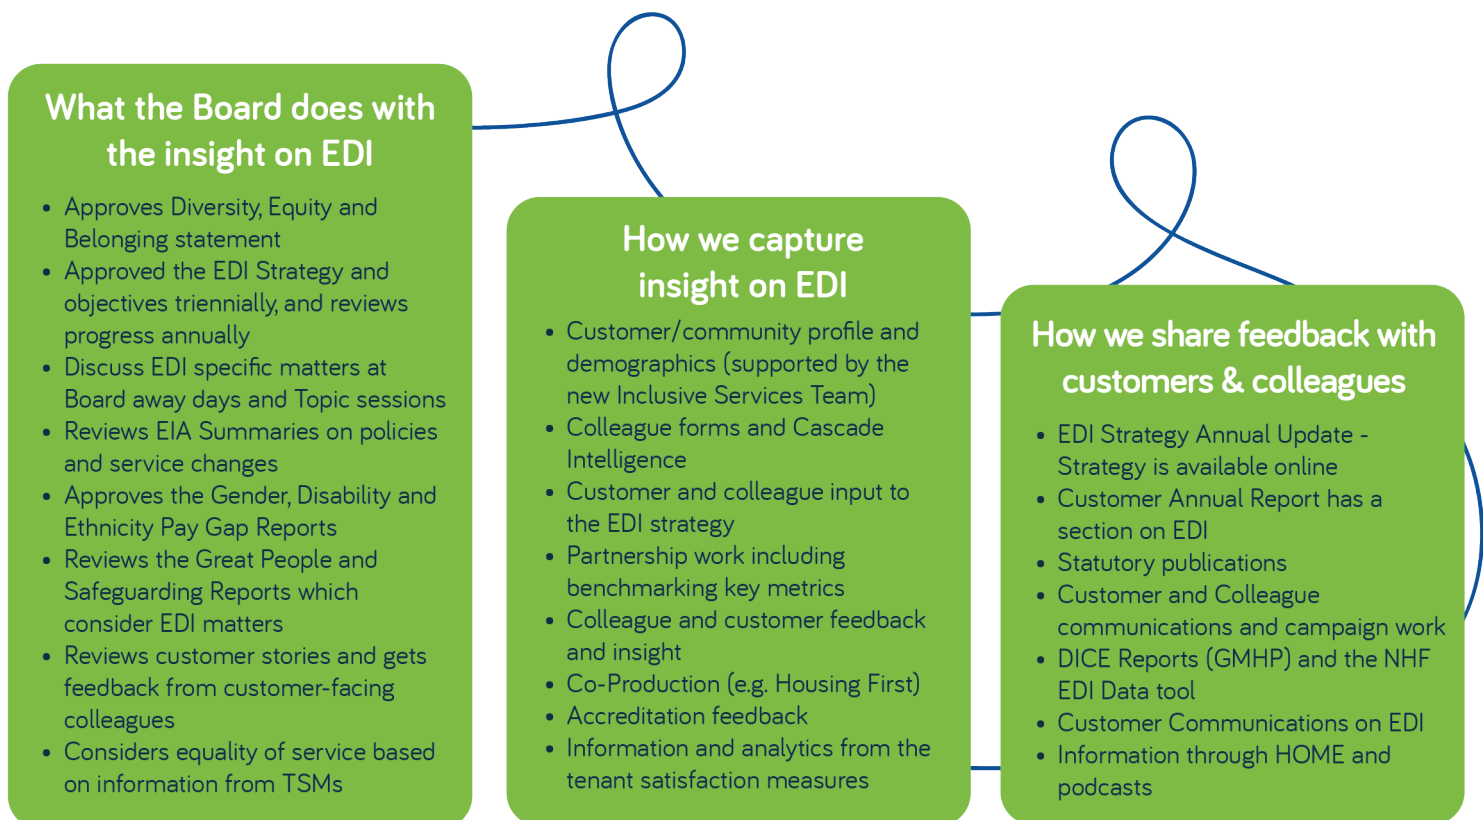 What the Board does with
the insight on EDI
• Approves Diversity, Equity and
Belonging statement
• Approved the EDI Strategy and
objectives triennially, and reviews
progress annually
• Discuss EDI specific matters at
Board away days and Topic sessions
• Reviews EIA Summaries on policies
and service changes
• Approves the Gender, Disability and
Ethnicity Pay Gap Reports
• Reviews the Great People and
Safeguarding Reports which
consider EDI matters
• Reviews customer stories and gets
feedback from customer-facing
colleagues
• Considers equality of service based
on information from TSMs
How we capture
insight on EDI
• Customer/community profile and
demographics (supported by the
new Inclusive Services Team)
• Colleague forms and Cascade
Intelligence
• Customer and colleague input to
the EDI strategy
• Partnership work including
benchmarking key metrics
• Colleague and customer feedback
and insight
• Co-Production (e.g. Housing First)
• Accreditation feedback
• Information and analytics from the
tenant satisfaction measures
How we share feedback with
customers & colleagues
• EDI Strategy Annual Update -
Strategy is available online
• Customer Annual Report has a
section on EDI
• Statutory publications
• Customer and Colleague
communications and campaign work
• DICE Reports (GMHP) and the NHF
EDI Data tool
• Customer Communications on EDI
• Information through HOME and
podcasts